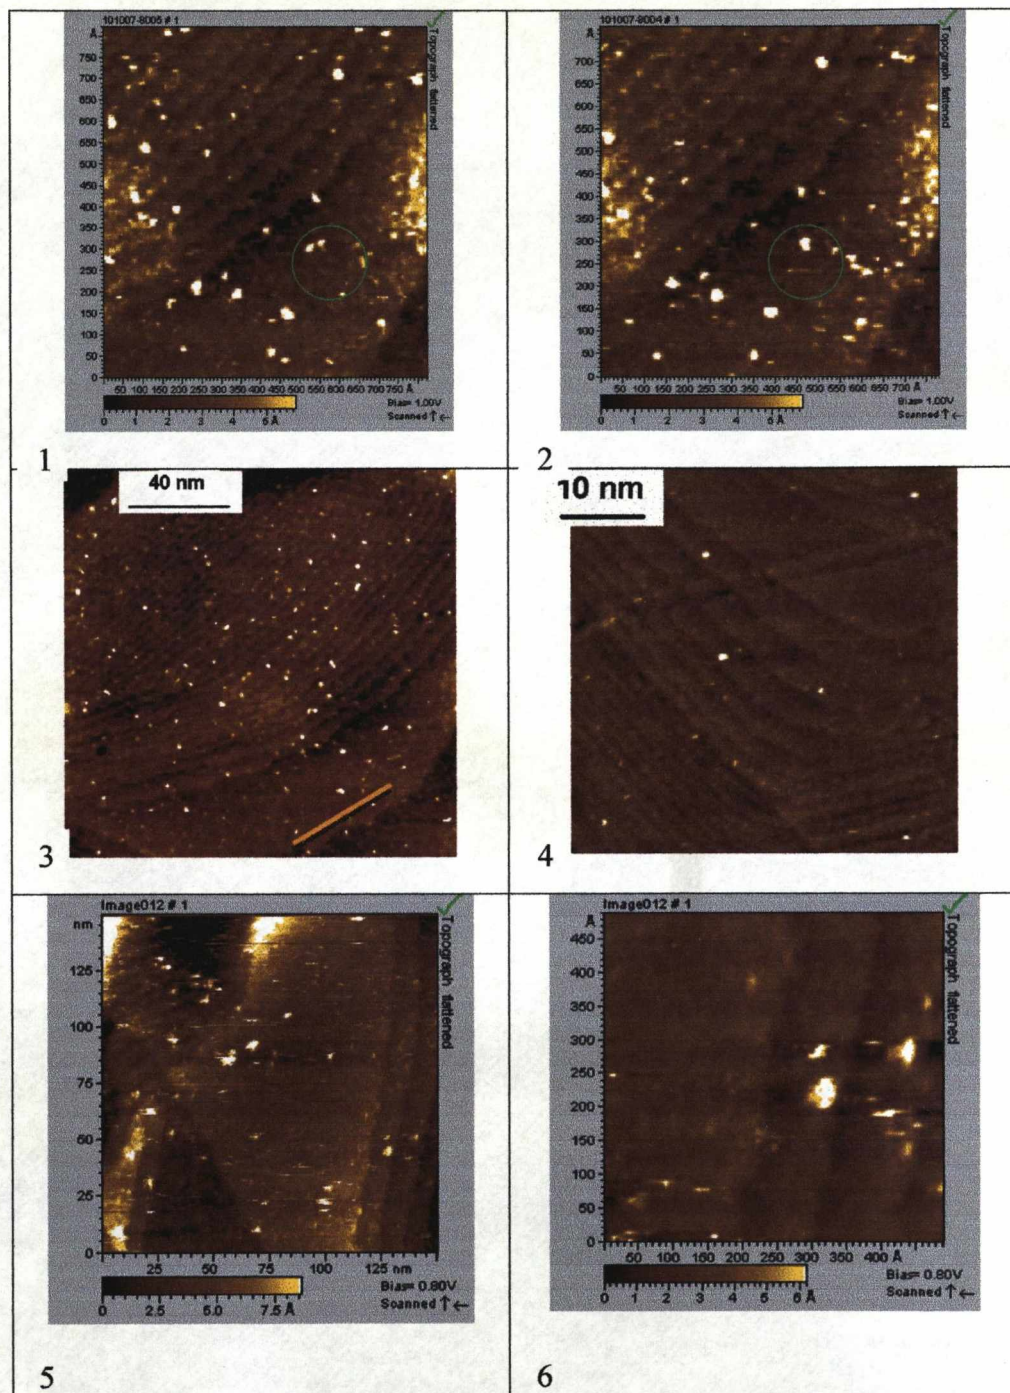 101007-8005 # 1
A
750
700
650
600
550
500
450
400
350
300
250
200
150
100
50
0
50 100 150 200 250 300 350 400 450 500 550 600 650 700 750 A
Topograph flattened
Bias= 1.00V
0 2 4 6 A
Scanned ↑ ←
1
101007-8004 # 1
A
750
700
650
600
550
500
450
400
350
300
250
200
150
100
50
0
50 100 150 200 250 300 350 400 450 500 550 600 650 700 A
Topograph flattened
Bias= 1.00V
0 2 4 6 Å
Scanned ↑ ←
2
40 nm
3
10 nm
4
Image012 # 1
nm
125
100
75
50
25
0
25 50 75 100 125 nm
Topograph flattened
Bias= 0.80V
0 2.5 5.0 7.5 Å
Scanned ↑ ←
5
Image012 # 1
A
450
400
350
300
250
200
150
100
50
0
50 100 150 200 250 300 350 400 A
Topograph flattened
Bias= 0.80V
0 1 2 3 4 5 6 A
Scanned ↑ ←
6